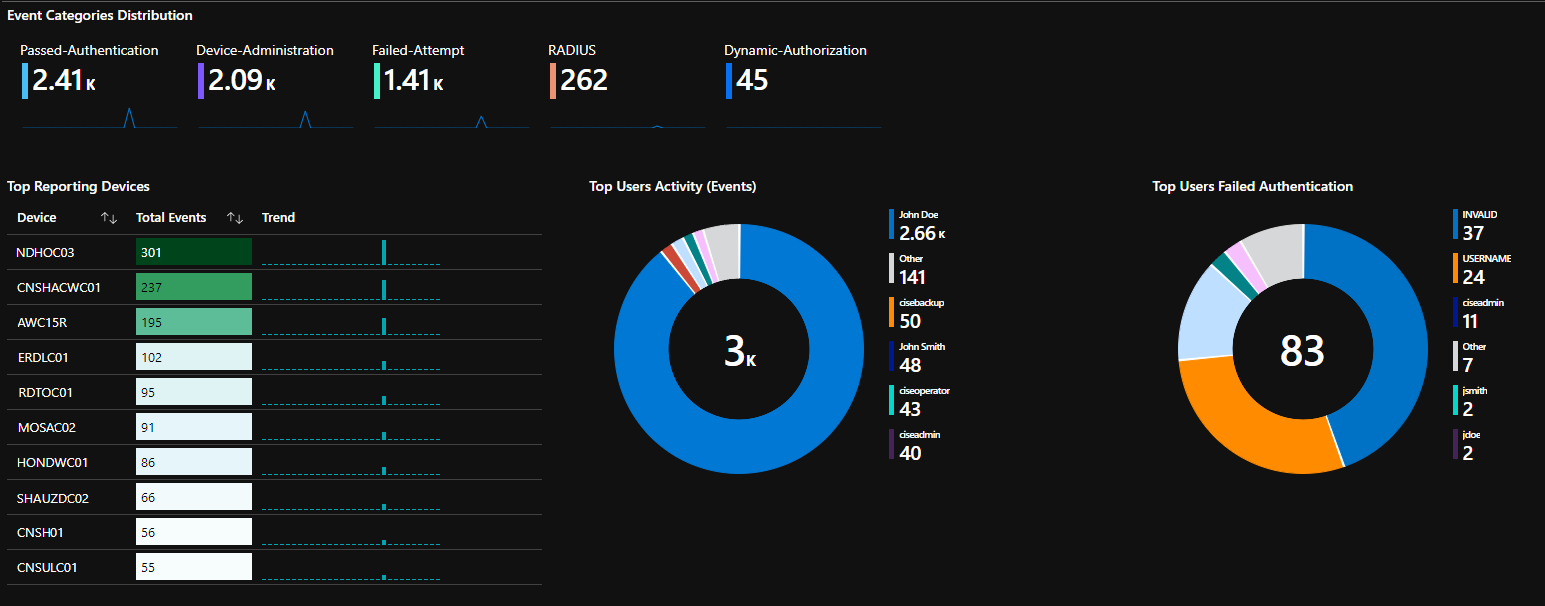 Event Categories Distribution
Passed-Authentication Device-Administration Failed-Attempt RADIUS Dynamic-Authorization
2.41 K 2.09 K 1.41 K 262 45
Top Reporting Devices
Device Total Events Trend
NDHOC03 301
CNSHACWC01 237
AWC15R 195
ERDLC01 102
RDTOC01 95
MOSAC02 91
HONDWC01 86
SHAUZDC02 66
CNSH01 56
CNSULC01 55
Top Users Activity (Events)
3K
John Doe
2.66 K
Other
141
cisebackup
50
John Smith
48
ciseoperator
43
ciseadmin
40
Top Users Failed Authentication
83
INVALID
37
USERNAME
24
ciseadmin
11
Other
7
jsmith
2
jdoe
2